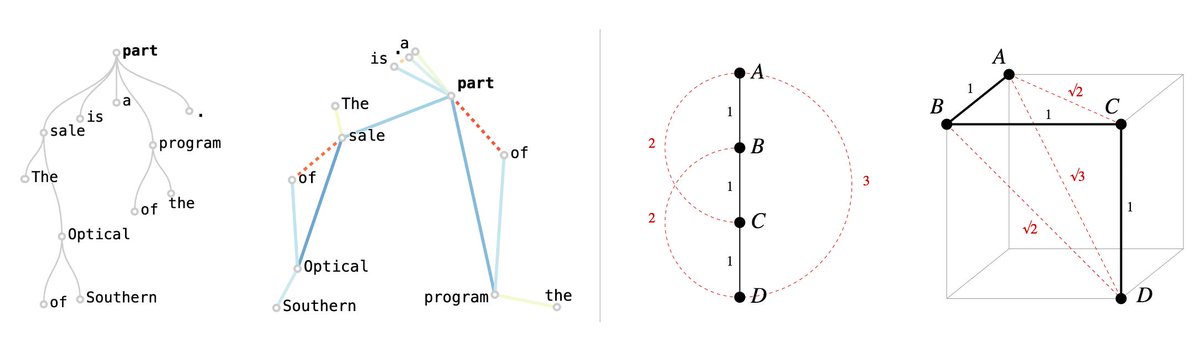 part
is
a
.
sale
program
The
of
the
Optical
of
Southern
a
.
is
part
The
sale
of
of
Optical
Southern
program
the
A
1
B
2
1
3
2
C
1
D
A
1
√2
B
1
C
√3
1
√2
D